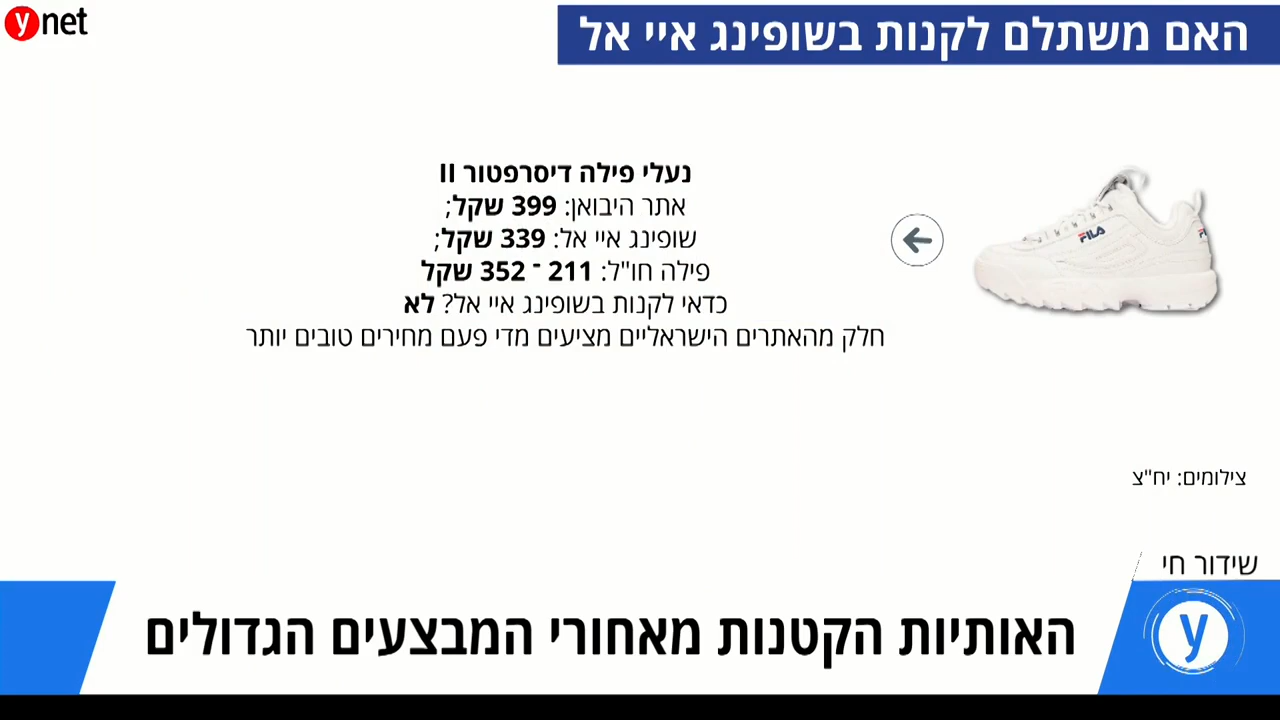 ynet
האם משתלם לקנות בשופינג איי אל
נעלי פילה דיסרפטור II
אתר היבואן: 399 שקל;
שופינג איי אל: 339 שקל;
פילה חו"ל: 211 - 352 שקל
כדאי לקנות בשופינג איי אל? לא
חלק מהאתרים הישראליים מציעים מדי פעם מחירים טובים יותר
FILA
צילומים: יח"צ
שידור חי
האותיות הקטנות מאחורי המבצעים הגדולים
y